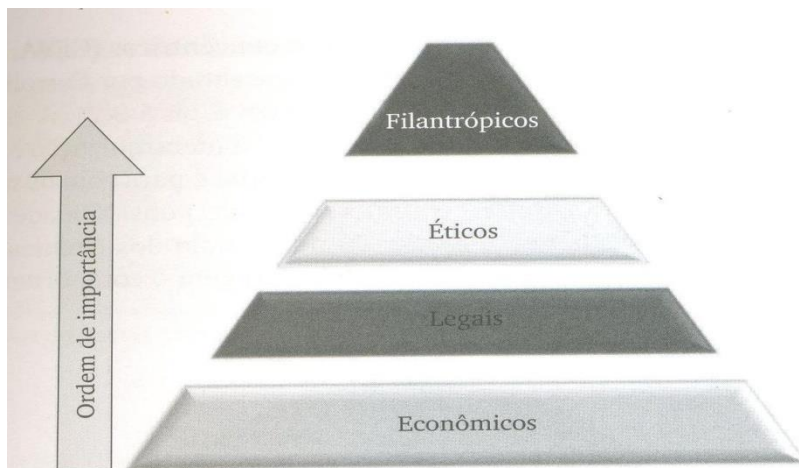 Filantrópicos
Éticos
Legais
Econômicos
Ordem de importância